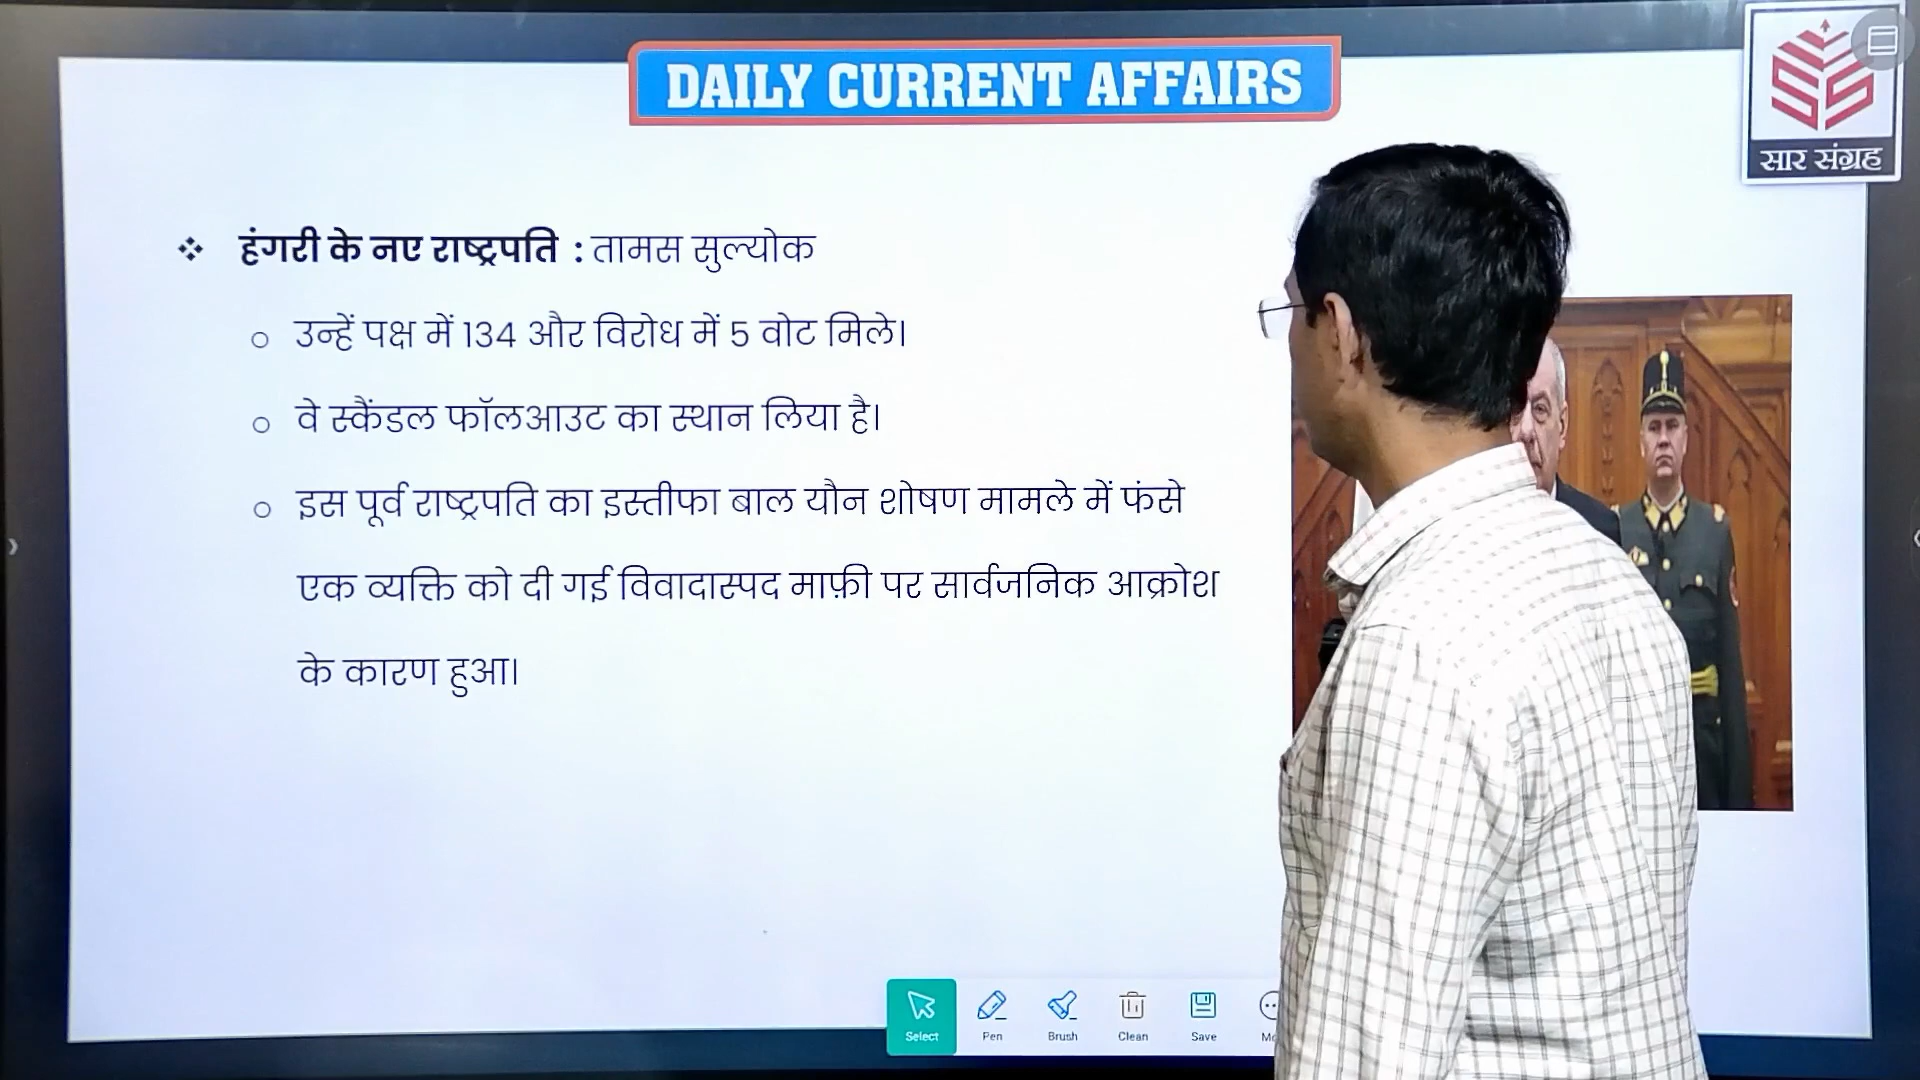 DAILY CURRENT AFFAIRS
सार संग्रह
हंगरी के नए राष्ट्रपति : तामस सुल्योक
उन्हें पक्ष में 134 और विरोध में 5 वोट मिले।
वे स्कैंडल फॉलआउट का स्थान लिया है।
इस पूर्व राष्ट्रपति का इस्तीफा बाल यौन शोषण मामले में फंसे
एक व्यक्ति को दी गई विवादास्पद माफ़ी पर सार्वजनिक आक्रोश
के कारण हुआ।
Select Pen Brush Clean Save